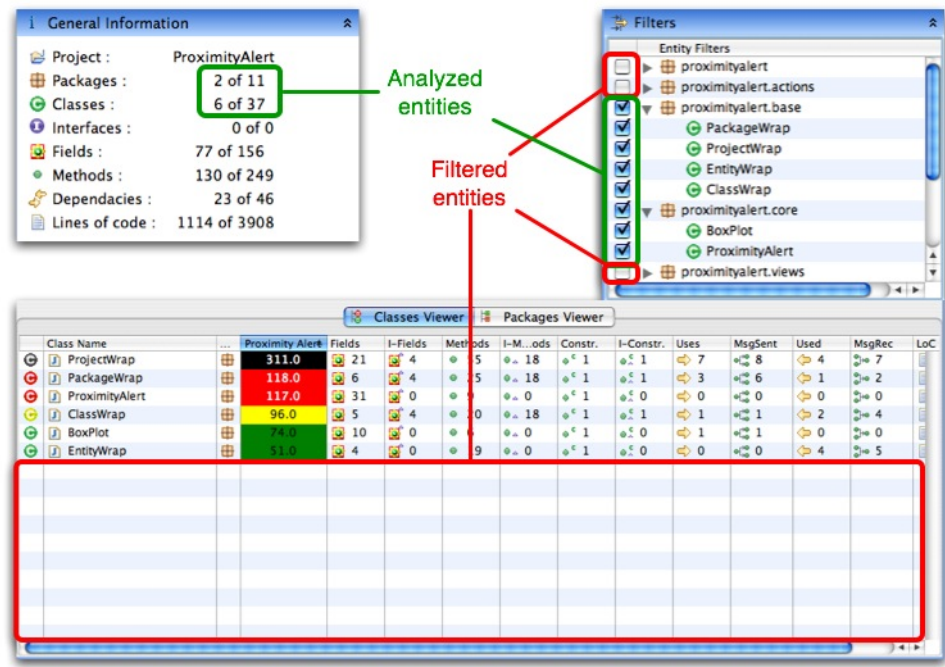 i General Information
Project : ProximityAlert
Packages : 2 of 11
Classes : 6 of 37
Interfaces : 0 of 0
Fields : 77 of 156
Methods : 130 of 249
Dependacies : 23 of 46
Lines of code : 1114 of 3908
Analyzed
entities
Filtered
entities
Filters
Entity Filters
proximityalert
proximityalert.actions
proximityalert.base
PackageWrap
ProjectWrap
EntityWrap
ClassWrap
proximityalert.core
BoxPlot
ProximityAlert
proximityalert.views
Classes Viewer Packages Viewer
Class Name ... Proximity Alert Fields I-Fields Methods I-M...ods Constr. I-Constr. Uses MsgSent Used MsgRec LoC
ProjectWrap 311.0 21 4 18 1 1 7 8 4 7
PackageWrap 118.0 6 4 18 1 1 3 6 1 2
ProximityAlert 117.0 31 0 0 1 0 0 0 0 0
ClassWrap 96.0 5 4 18 1 1 1 1 2 4
BoxPlot 74.0 10 0 0 1 0 1 1 0 0
EntityWrap 51.0 4 0 0 1 0 0 0 4 5